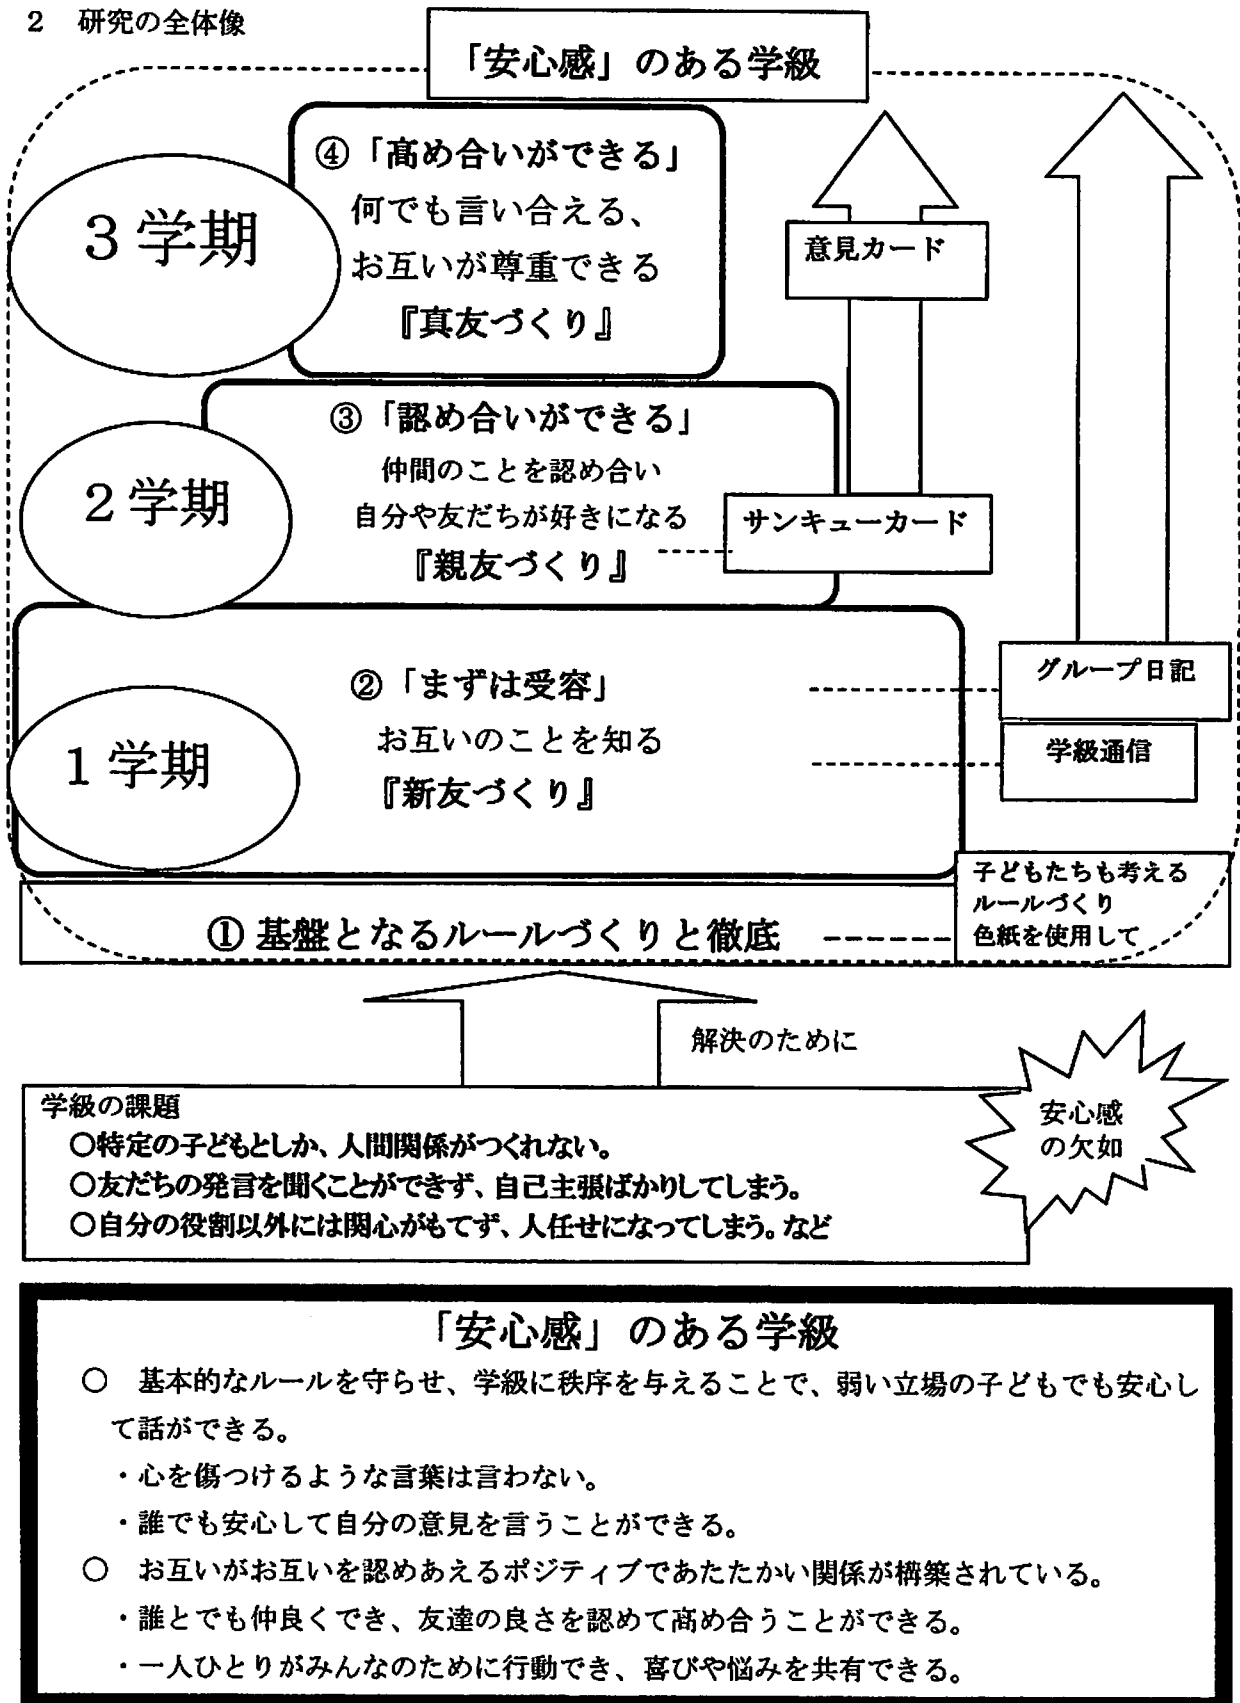 2 研究の全体像
「安心感」のある学級
④「高め合いができる」
何でも言い合える、
お互いが尊重できる
『真友づくり』
3学期
意見カード
③「認め合いができる」
仲間のことを認め合い
自分や友だちが好きになる
『親友づくり』
2学期
サンキューカード
②「まずは受容」
お互いのことを知る
『新友づくり』
1学期
グループ日記
学級通信
①基盤となるルールづくりと徹底
子どもたちも考える
ルールづくり
色紙を使用して
解決のために
安心感
の欠如
学級の課題
○特定の子どもとしか、人間関係がつくれない。
○友だちの発言を聞くことができず、自己主張ばかりしてしまう。
○自分の役割以外には関心がもてず、人任せになってしまう。など
「安心感」のある学級
○ 基本的なルールを守らせ、学級に秩序を与えることで、弱い立場の子どもでも安心し
て話ができる。
・心を傷つけるような言葉は言わない。
・誰でも安心して自分の意見を言うことができる。
○ お互いがお互いを認めあえるポジティブであたたかい関係が構築されている。
・誰とでも仲良くでき、友達の良さを認めて高め合うことができる。
・一人ひとりがみんなのために行動でき、喜びや悩みを共有できる。